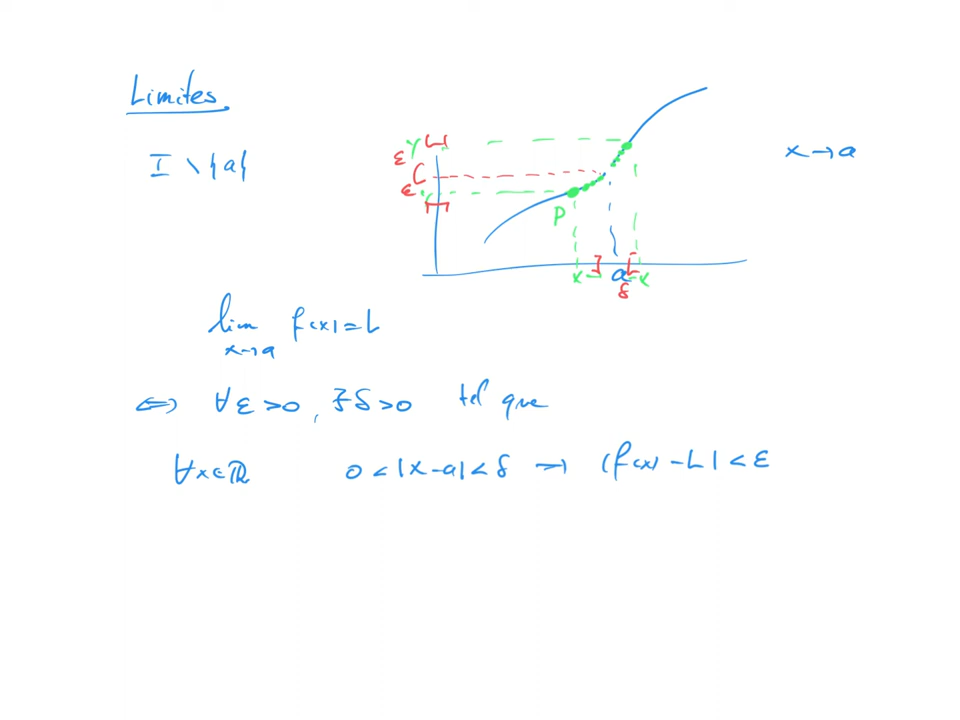 Limites
I \ {a}
x → a
ε
y
L
ε
P
x → a ← x
δ
lim f(x) = L
x→a
⟺ ∀ε > 0, ∃δ > 0 tel que
∀x ∈ ℝ 0 < |x - a| < δ → |f(x) - L| < ε